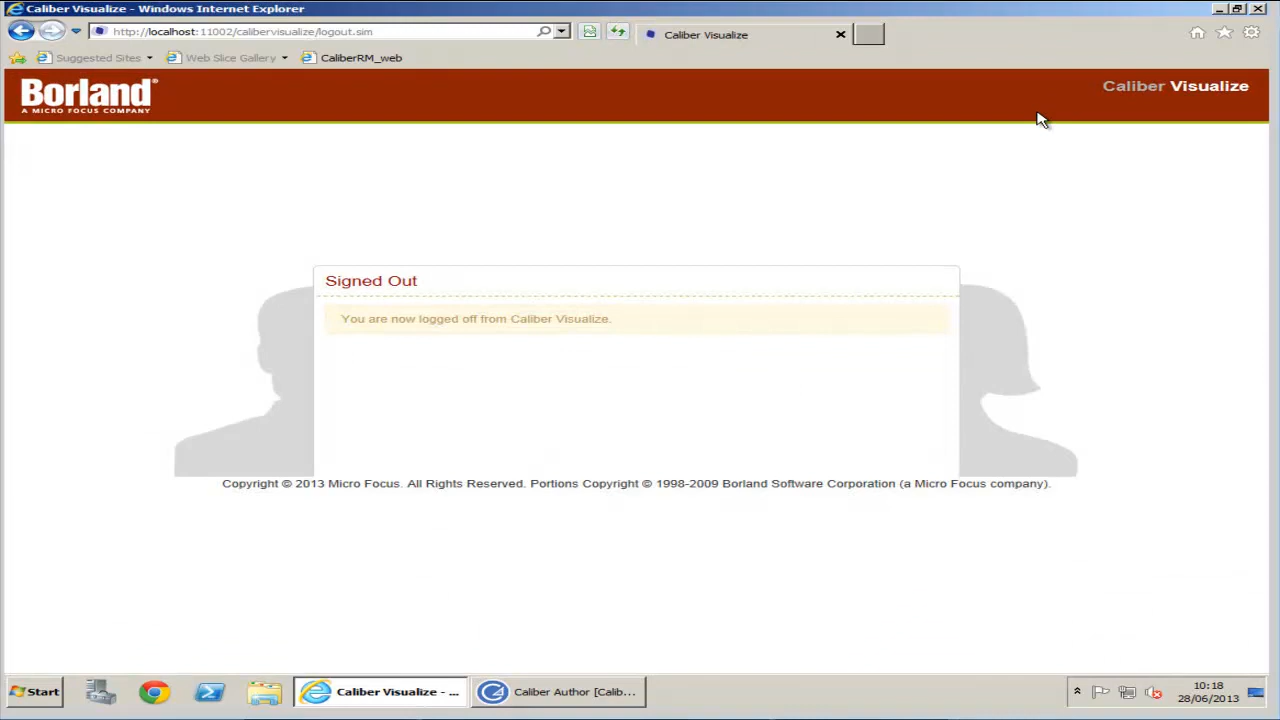 Caliber Visualize - Windows Internet Explorer
http://localhost:11002/calibervisualize/logout.sim
Caliber Visualize
Suggested Sites
Web Slice Gallery
CaliberRM_web
Borland®
A MICRO FOCUS COMPANY
Caliber Visualize
Signed Out
You are now logged off from Caliber Visualize.
Copyright © 2013 Micro Focus. All Rights Reserved. Portions Copyright © 1998-2009 Borland Software Corporation (a Micro Focus company).
Start
Caliber Visualize - ...
Caliber Author [Calib...
10:18
28/06/2013